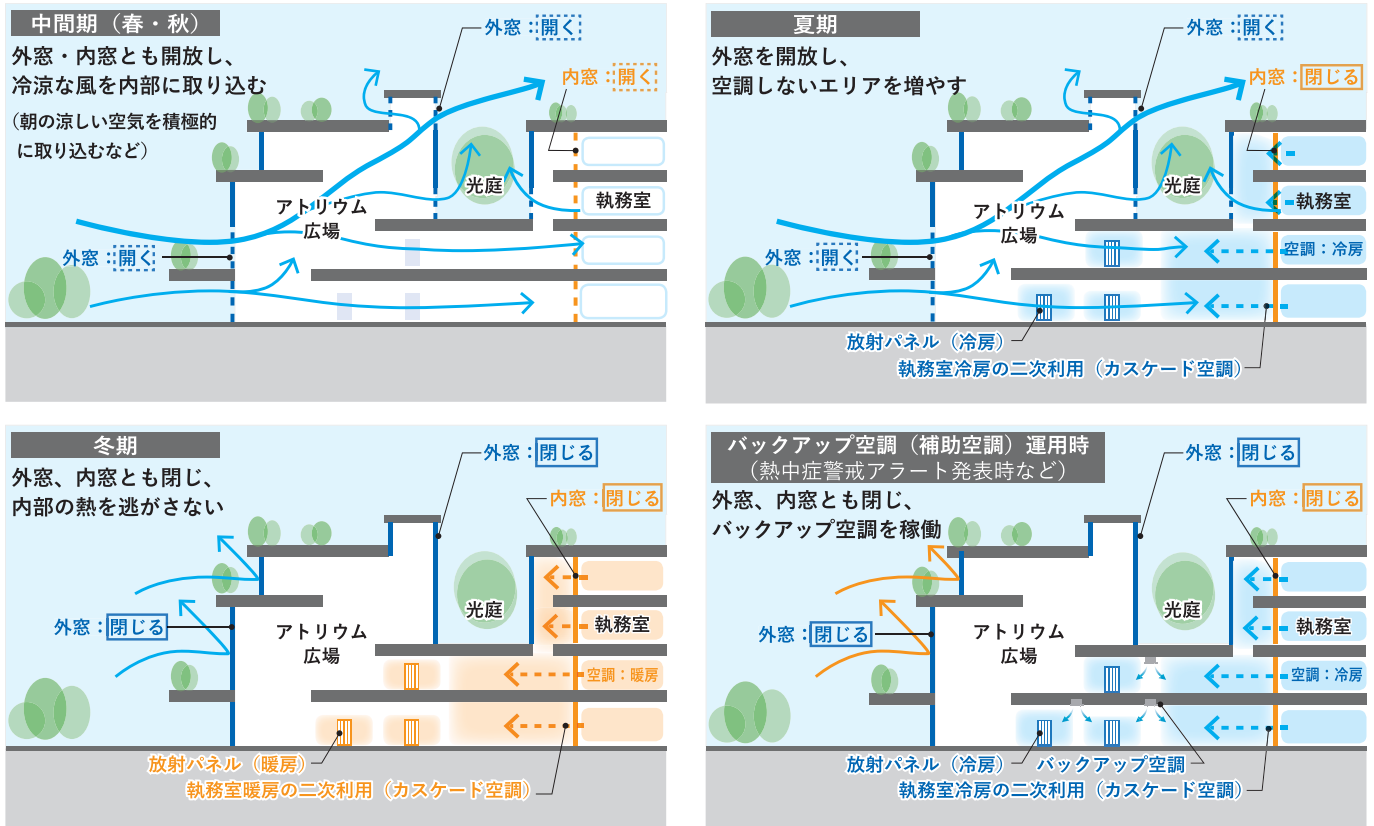 中間期（春・秋）
外窓・内窓とも開放し、
冷涼な風を内部に取り込む
（朝の涼しい空気を積極的
に取り込むなど）
外窓：開く
内窓：開く
光庭
執務室
アトリウム
広場
外窓：開く
夏期
外窓を開放し、
空調しないエリアを増やす
外窓：開く
内窓：閉じる
光庭
執務室
アトリウム
広場
外窓：開く
空調：冷房
放射パネル（冷房）
執務室冷房の二次利用（カスケード空調）
冬期
外窓、内窓とも閉じ、
内部の熱を逃がさない
外窓：閉じる
内窓：閉じる
光庭
執務室
外窓：閉じる
アトリウム
広場
空調：暖房
放射パネル（暖房）
執務室暖房の二次利用（カスケード空調）
バックアップ空調（補助空調）運用時
（熱中症警戒アラート発表時など）
外窓、内窓とも閉じ、
バックアップ空調を稼働
外窓：閉じる
内窓：閉じる
光庭
執務室
外窓：閉じる
アトリウム
広場
空調：冷房
放射パネル（冷房）
バックアップ空調
執務室冷房の二次利用（カスケード空調）